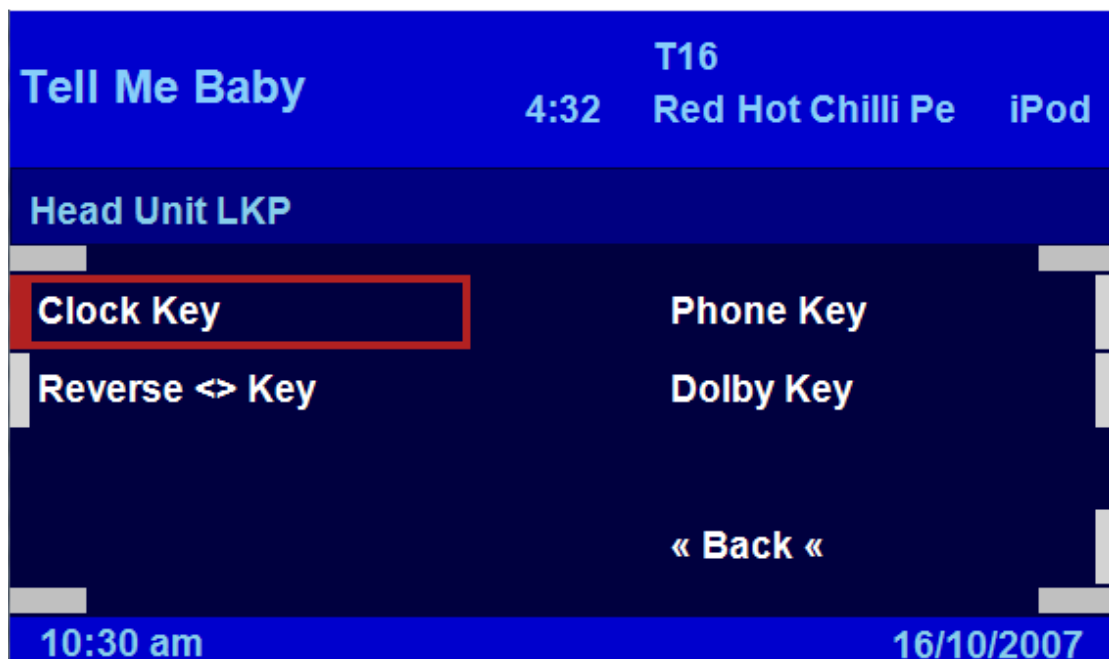 Tell Me Baby
T16
4:32 Red Hot Chilli Pe iPod
Head Unit LKP
Clock Key Phone Key
Reverse <> Key Dolby Key
« Back «
10:30 am 16/10/2007